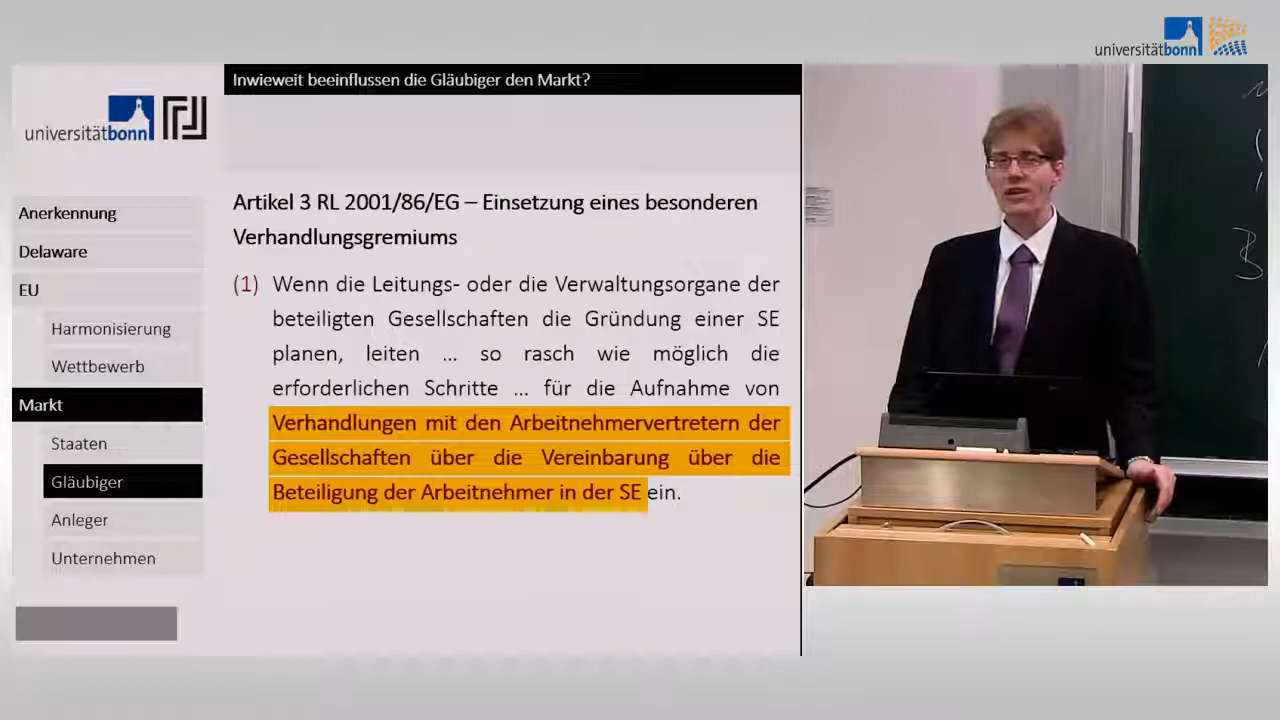 universitätbonn
Inwieweit beeinflussen die Gläubiger den Markt?
universitätbonn
Anerkennung
Delaware
EU
Harmonisierung
Wettbewerb
Markt
Staaten
Gläubiger
Anleger
Unternehmen
Artikel 3 RL 2001/86/EG – Einsetzung eines besonderen
Verhandlungsgremiums
(1) Wenn die Leitungs- oder die Verwaltungsorgane der
beteiligten Gesellschaften die Gründung einer SE
planen, leiten … so rasch wie möglich die
erforderlichen Schritte … für die Aufnahme von
Verhandlungen mit den Arbeitnehmervertretern der
Gesellschaften über die Vereinbarung über die
Beteiligung der Arbeitnehmer in der SE ein.
B